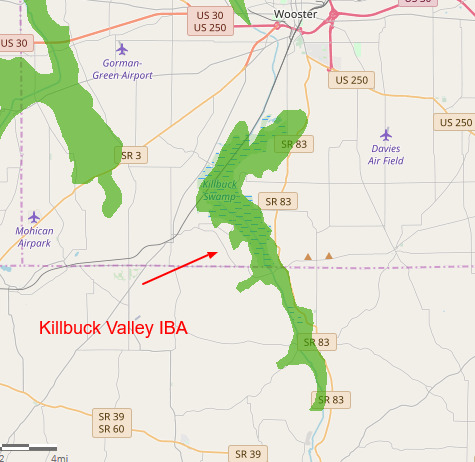 US 30
Wooster
US 30
US 250
US 30
US 250
Gorman-
Green Airport
US 250
SR 3
SR 83
Davies
Air Field
Killbuck
Swamp
SR 83
Mohican
Airpark
Killbuck Valley IBA
SR 83
SR 83
SR 39
SR 60
SR 39
2
4mi